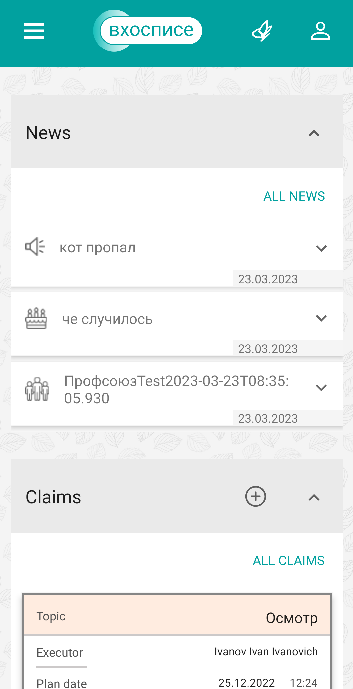 вхосписе
News
ALL NEWS
кот пропал
23.03.2023
че случилось
23.03.2023
ПрофсоюзTest2023-03-23T08:35:
05.930
23.03.2023
Claims
ALL CLAIMS
Topic Осмотр
Executor Ivanov Ivan Ivanovich
Plan date 25.12.2022 12:24